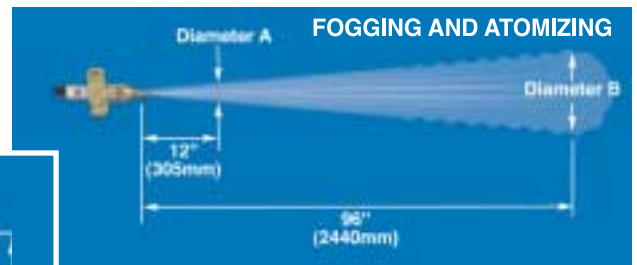 FOGGING AND ATOMIZING
Diameter A
Diameter B
12"
(305mm)
96"
(2440mm)